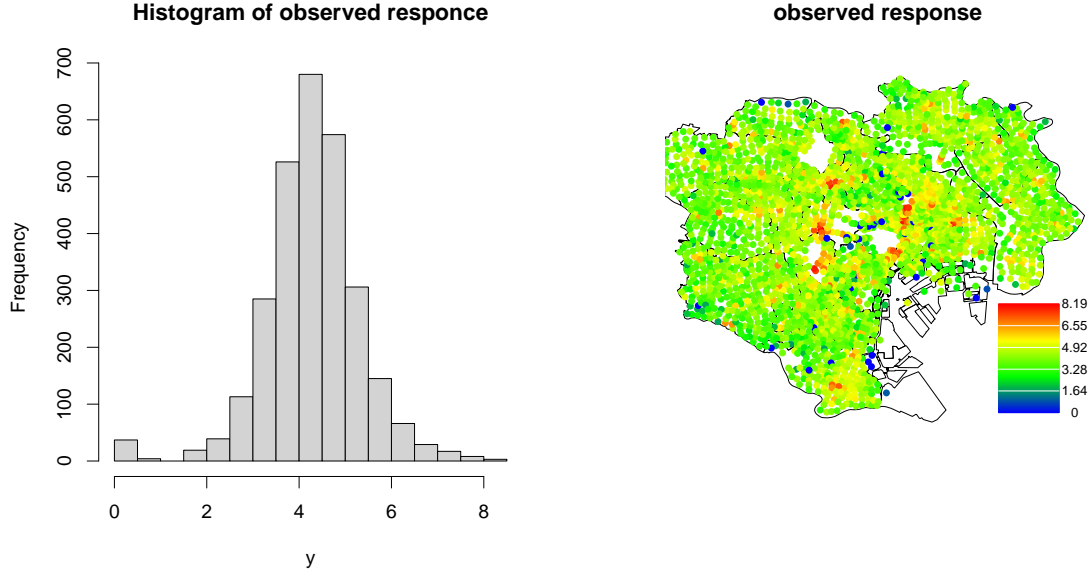 Histogram of observed responce
Frequency
700
600
500
400
300
200
100
0
0 2 4 6 8
y
observed response
8.19
6.55
4.92
3.28
1.64
0